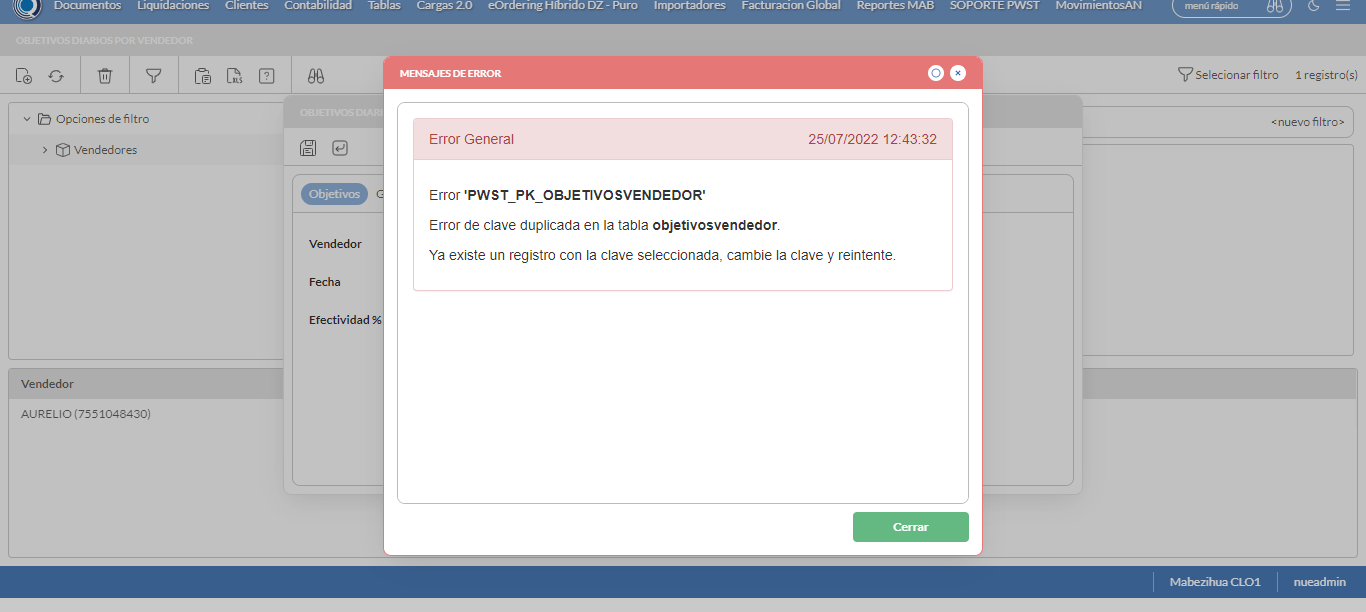 Documentos Liquidaciones Clientes Contabilidad Tablas Cargas 2.0 eOrdering Híbrido DZ - Puro Importadores Facturacion Global Reportes MAB SOPORTE PWST MovimientosAN menú rápido
OBJETIVOS DIARIOS POR VENDEDOR
XLS ? Selecionar filtro 1 registro(s)
MENSAJES DE ERROR
Opciones de filtro
Vendedores
<nuevo filtro>
OBJETIVOS DIARI
Objetivos G
Vendedor
Fecha
Efectividad %
Error General 25/07/2022 12:43:32
Error 'PWST_PK_OBJETIVOSVENDEDOR'
Error de clave duplicada en la tabla objetivosvendedor.
Ya existe un registro con la clave seleccionada, cambie la clave y reintente.
Vendedor
AURELIO (7551048430)
Cerrar
Mabezihua CLO1 nueadmin